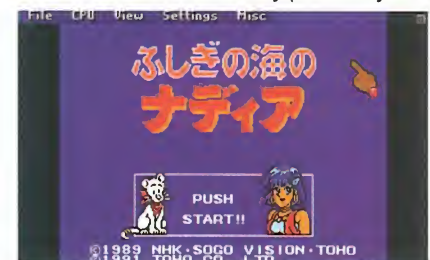 File CPU View Settings Misc
ふしぎの海の
ナディア
PUSH
START!!
©1989 NHK·SOGO VISION·TOHO
©1991 TOHO CO. LTD.